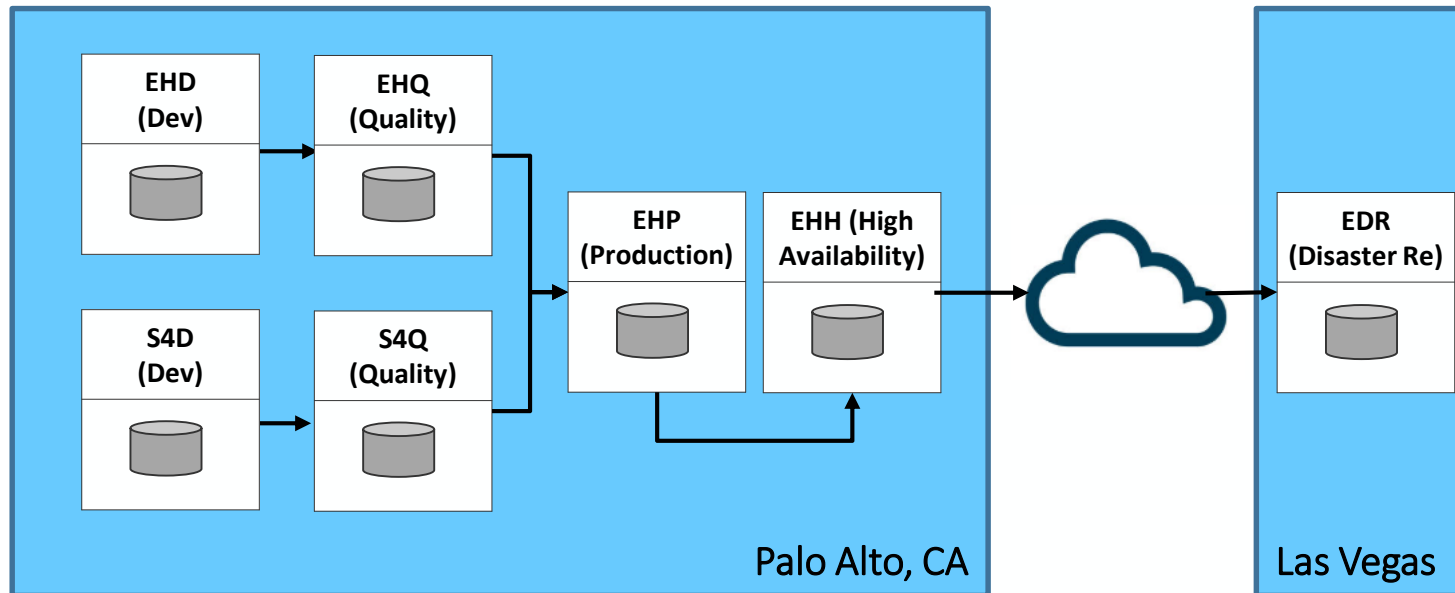 EHD
(Dev)
EHQ
(Quality)
EHP
(Production)
EHH (High
Availability)
EDR
(Disaster Re)
S4D
(Dev)
S4Q
(Quality)
Palo Alto, CA
Las Vegas